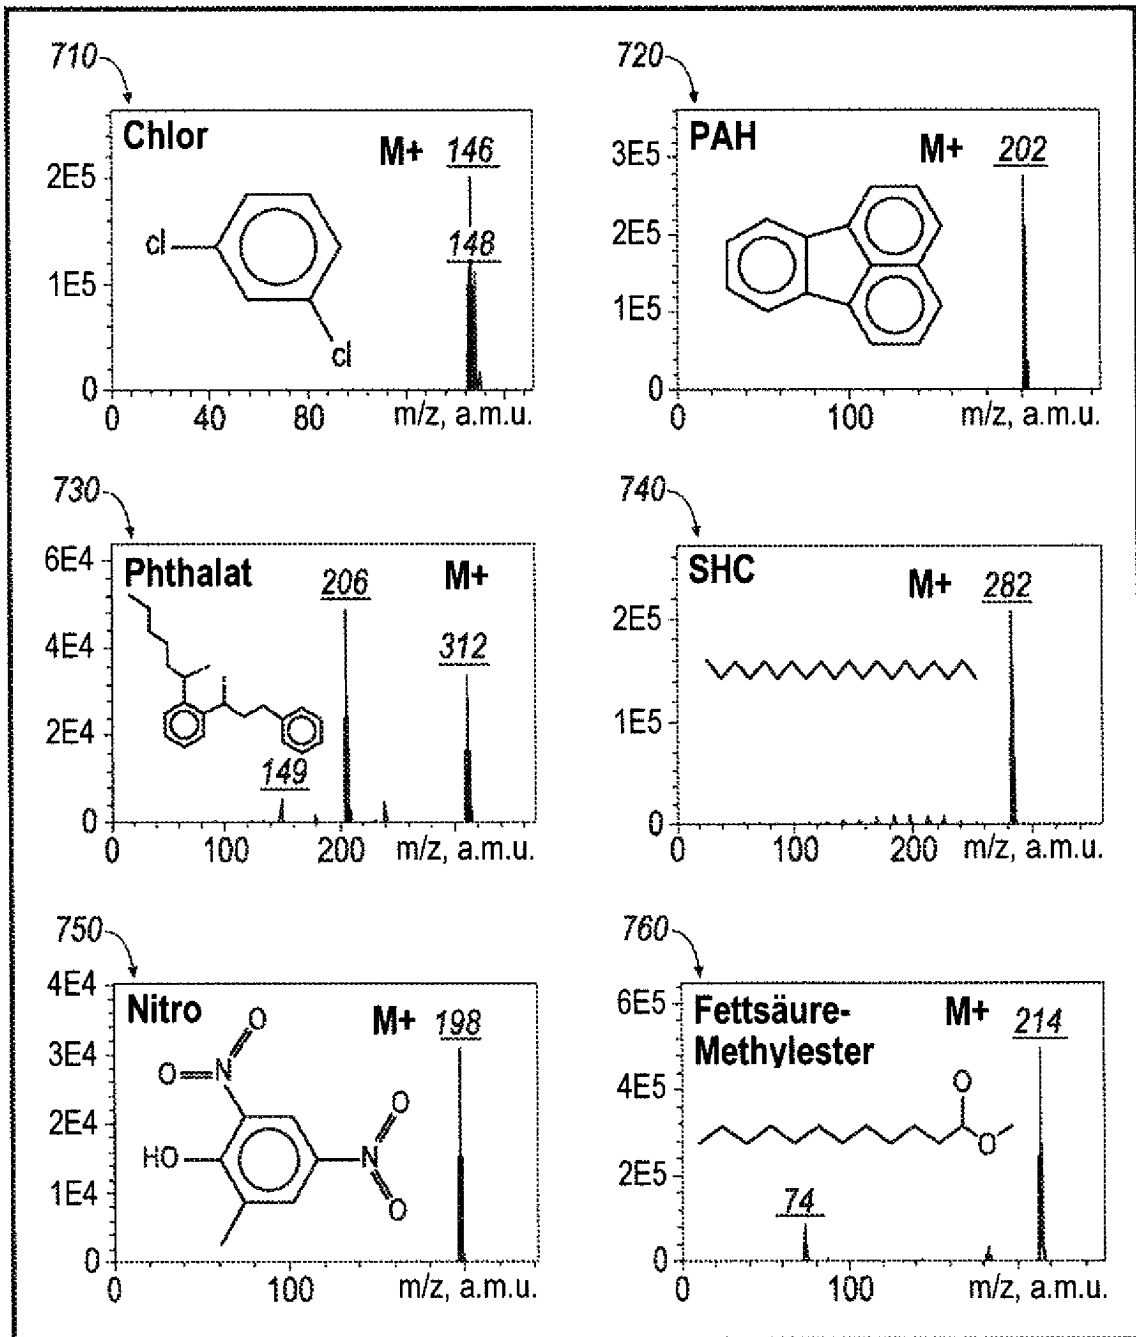 710
Chlor
M+ 146
148
cl
cl
2E5
1E5
0
0 40 80 m/z, a.m.u.
720
PAH
M+ 202
3E5
2E5
1E5
0
0 100 m/z, a.m.u.
730
Phthalat
206
M+
312
149
6E4
4E4
2E4
0
0 100 200 m/z, a.m.u.
740
SHC
M+ 282
2E5
1E5
0
0 100 200 m/z, a.m.u.
750
Nitro
M+ 198
O
O N
HO
N
O
O
4E4
3E4
2E4
1E4
0
0 100 m/z, a.m.u.
760
Fettsäure-
Methylester
M+ 214
O
O
74
6E5
4E5
2E5
0
0 100 m/z, a.m.u.